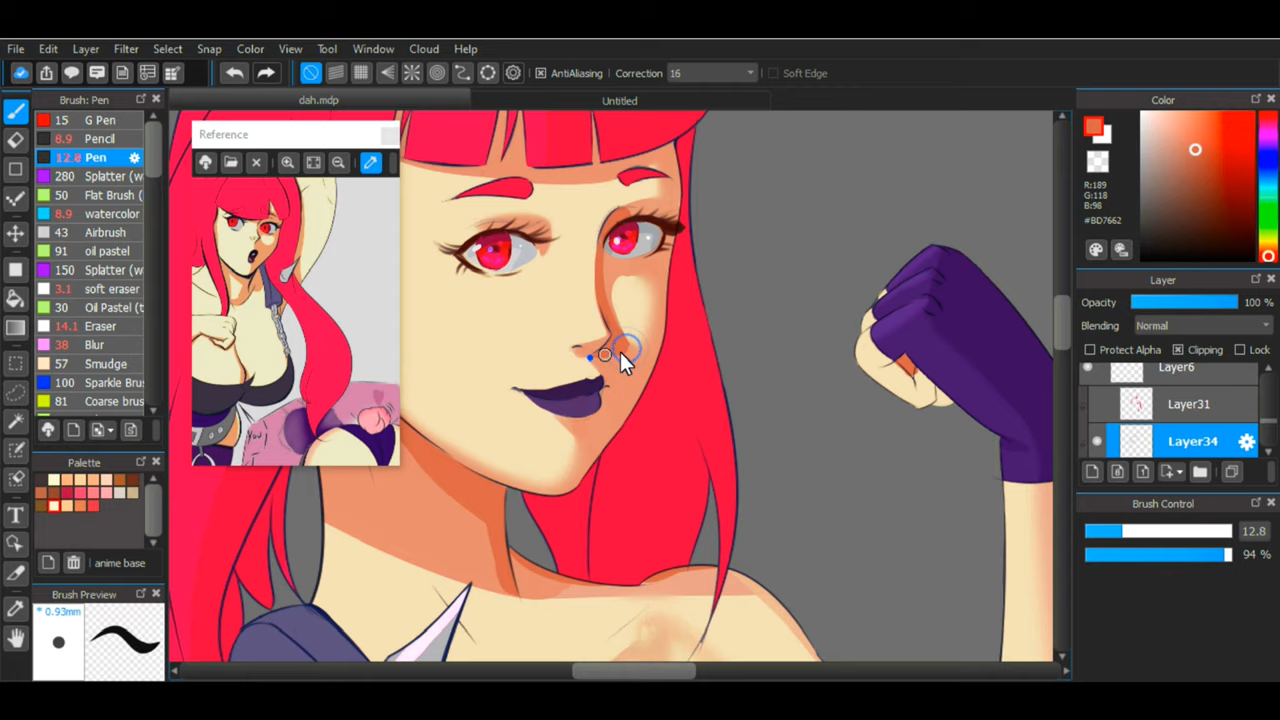 File Edit Layer Filter Select Snap Color View Tool Window Cloud Help
AntiAliasing Correction 16 Soft Edge
Brush: Pen
dah.mdp
Untitled
Color
15 G Pen
8.9 Pencil
12.8 Pen
280 Splatter (w
50 Flat Brush (
8.9 watercolor
43 Airbrush
91 oil pastel
150 Splatter (w
3.1 soft eraser
30 Oil Pastel (t
14.1 Eraser
38 Blur
57 Smudge
100 Sparkle Brus
81 Coarse brus
Reference
You
R:189
G:118
B:98
#BD7662
Layer
Opacity 100 %
Blending Normal
Protect Alpha Clipping Lock
Layer6
Layer31
Layer34
Palette
anime base
Brush Preview
* 0.93mm
Brush Control
12.8
94 %
T